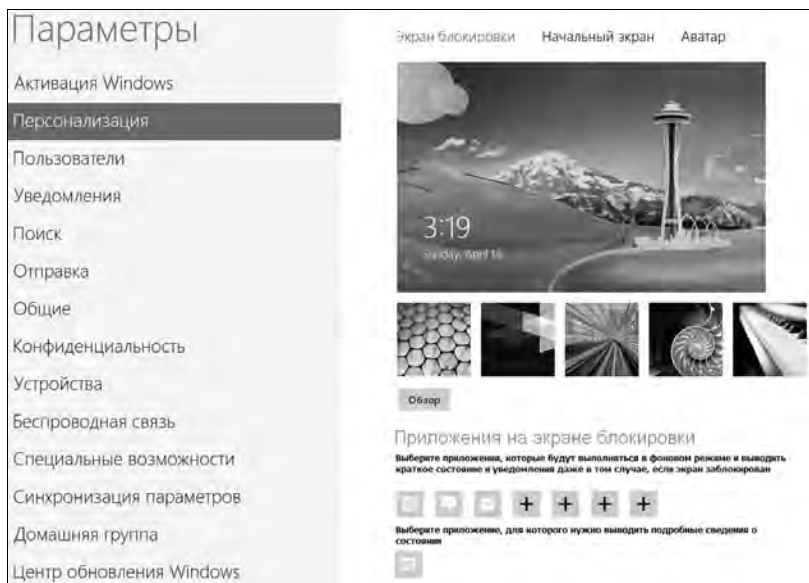 Параметры
Активация Windows
Персонализация
Пользователи
Уведомления
Поиск
Отправка
Общие
Конфиденциальность
Устройства
Беспроводная связь
Специальные возможности
Синхронизация параметров
Домашняя группа
Центр обновления Windows
Экран блокировки Начальный экран Аватар
3:19
Sunday, April 15
Обзор
Приложения на экране блокировки
Выберите приложения, которые будут выполняться в фоновом режиме и выводить
краткое состояние и уведомления даже в том случае, если экран заблокирован
Выберите приложение, для которого нужно выводить подробные сведения о
состоянии